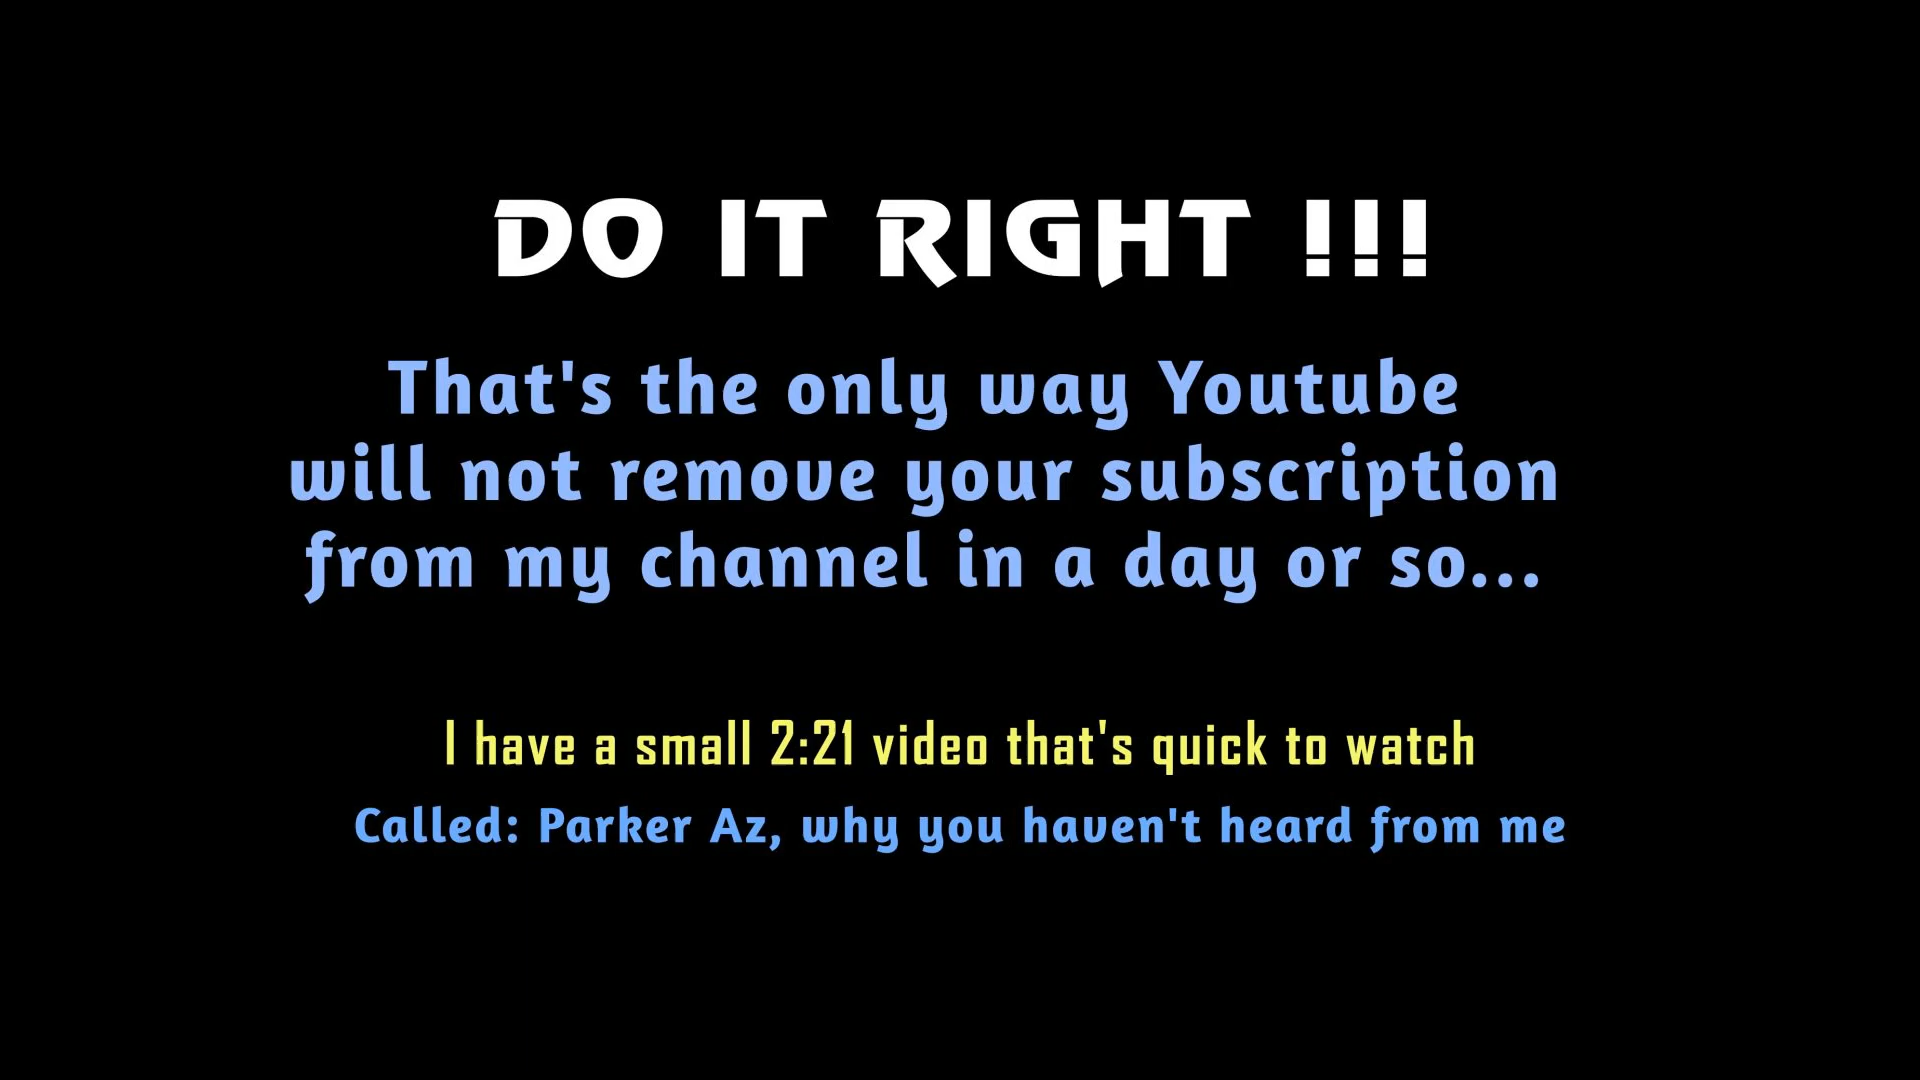 DO IT RIGHT !!!
That's the only way Youtube
will not remove your subscription
from my channel in a day or so...
I have a small 2:21 video that's quick to watch
Called: Parker Az, why you haven't heard from me